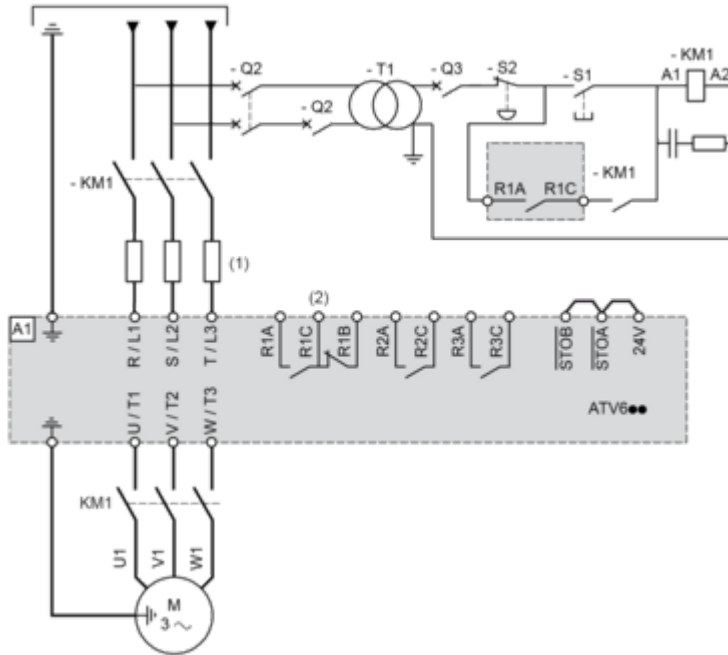 - Q2
- T1
- Q3
- S2
- S1
- KM1
A1
A2
- Q2
- KM1
R1A
R1C
- KM1
(1)
(2)
A1
R / L1
S / L2
T / L3
R1A
R1C
R1B
R2A
R2C
R3A
R3C
STOB
STOA
24V
U / T1
V / T2
W / T3
ATV6●●
KM1
U1
V1
W1
M
3 ~